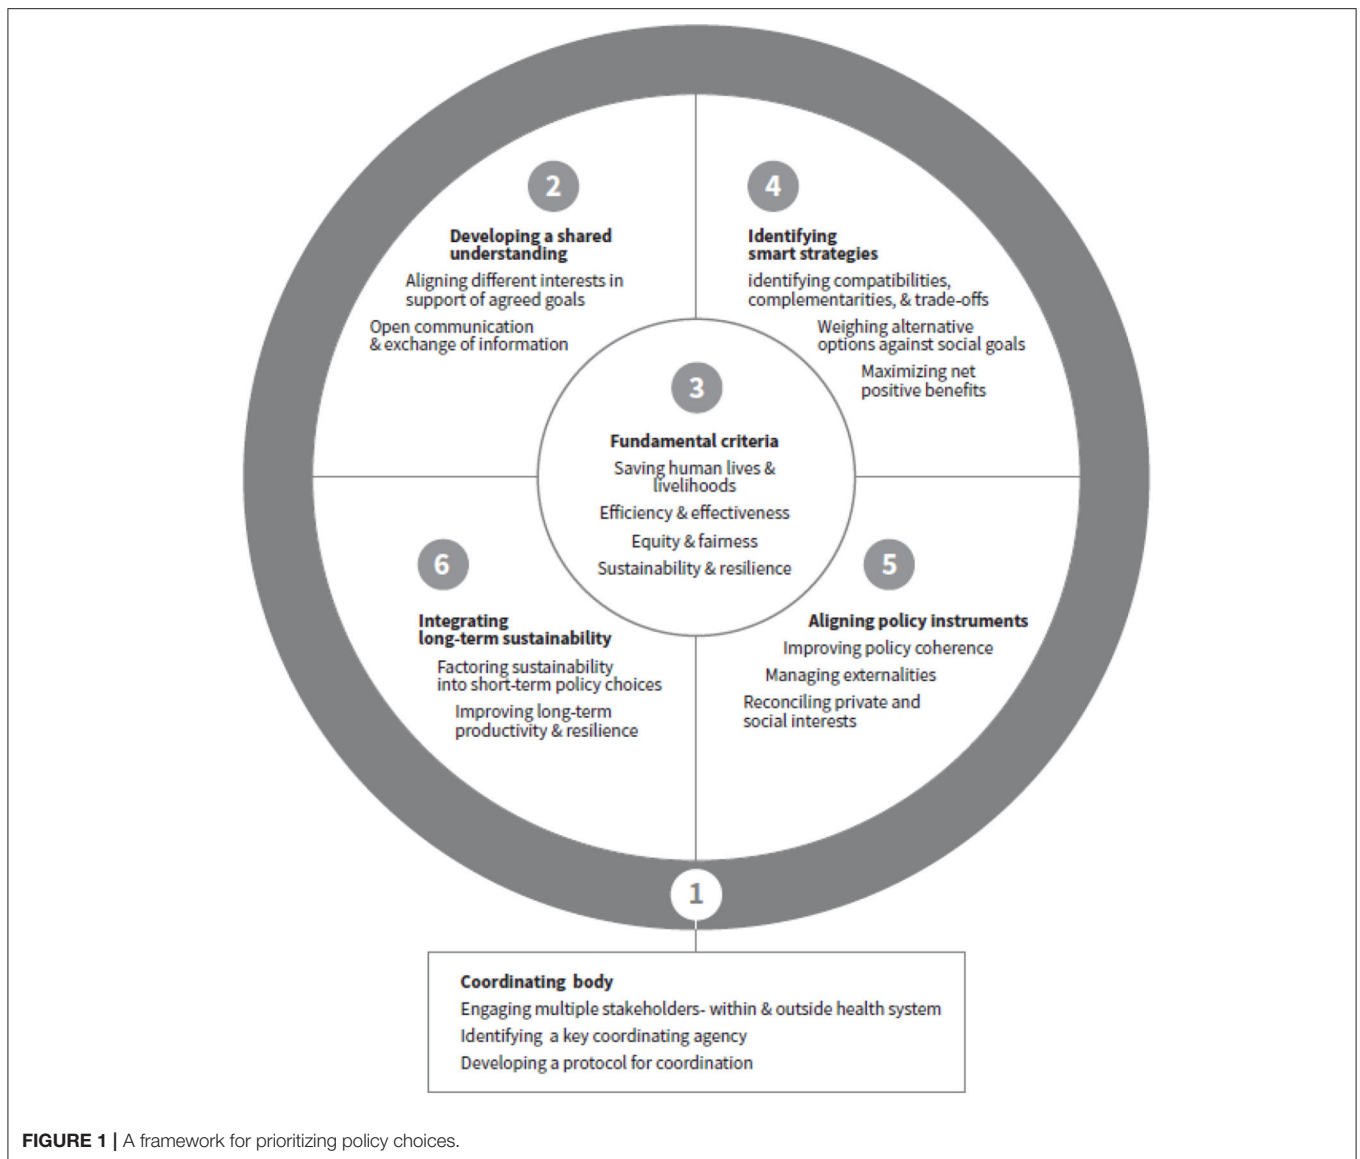 2
Developing a shared
understanding
Aligning different interests in
support of agreed goals
Open communication
& exchange of information
4
Identifying
smart strategies
identifying compatibilities,
complementarities, & trade-offs
Weighing alternative
options against social goals
Maximizing net
positive benefits
3
Fundamental criteria
Saving human lives &
livelihoods
Efficiency & effectiveness
Equity & fairness
Sustainability & resilience
6
Integrating
long-term sustainability
Factoring sustainability
into short-term policy choices
Improving long-term
productivity & resilience
5
Aligning policy instruments
Improving policy coherence
Managing externalities
Reconciling private and
social interests
1
Coordinating body
Engaging multiple stakeholders- within & outside health system
Identifying a key coordinating agency
Developing a protocol for coordination
FIGURE 1 | A framework for prioritizing policy choices.